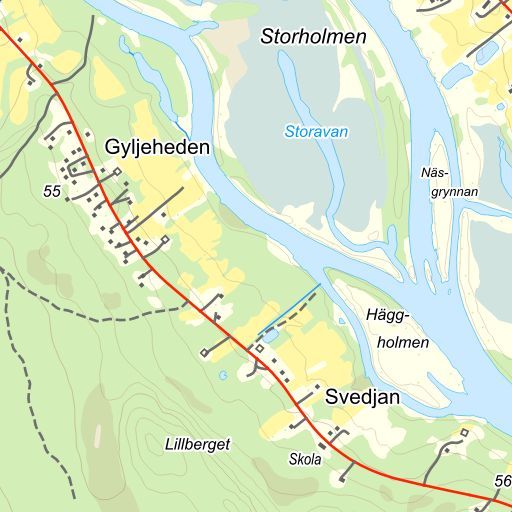 Storholmen
Storavan
Gyljeheden
Näs-
grynnan
55
Hägg-
holmen
Svedjan
Lillberget
Skola
56